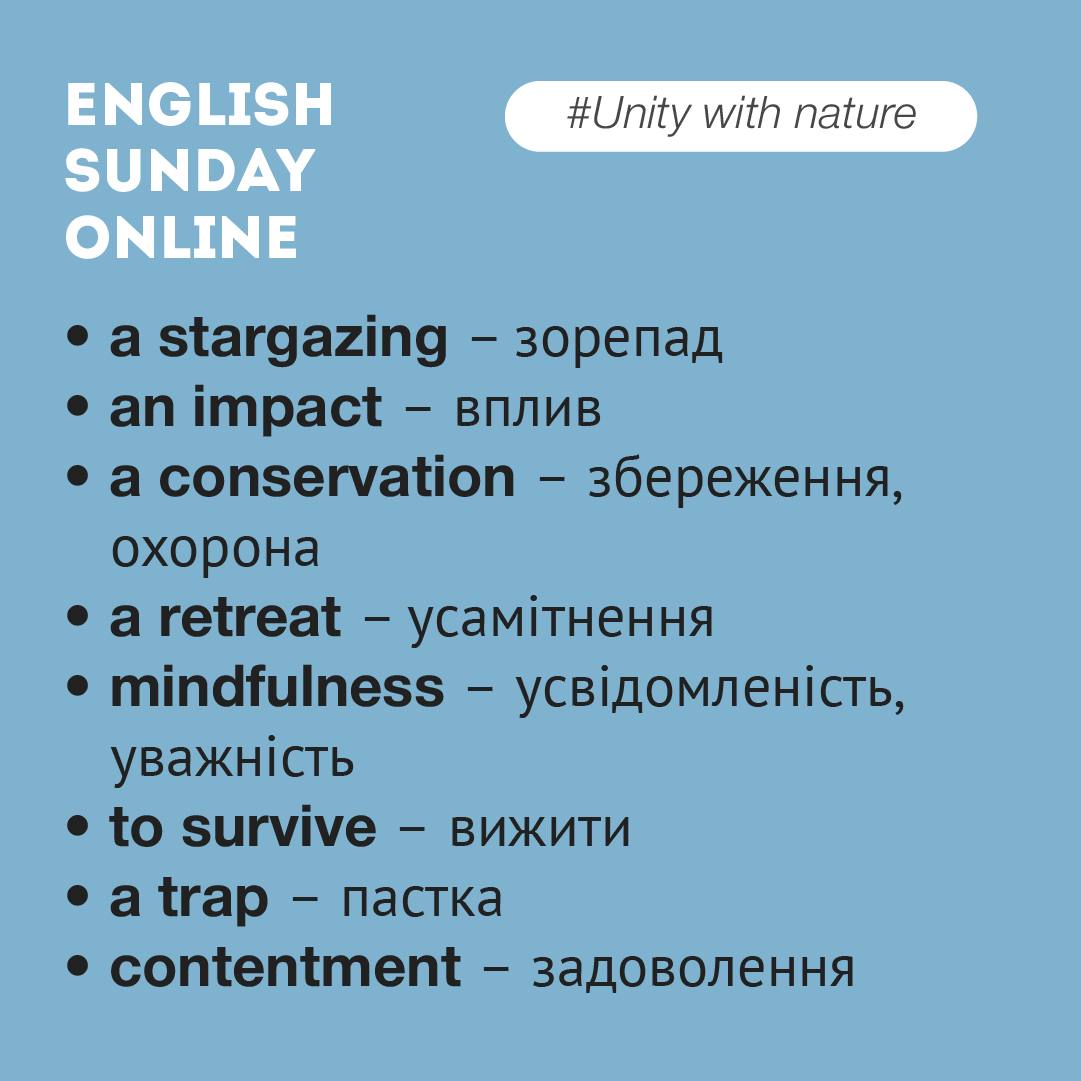 ENGLISH
SUNDAY
ONLINE
#Unity with nature
• a stargazing – зорепад
• an impact – вплив
• a conservation – збереження,
охорона
• a retreat – усамітнення
• mindfulness – усвідомленість,
уважність
• to survive – вижити
• a trap – пастка
• contentment – задоволення